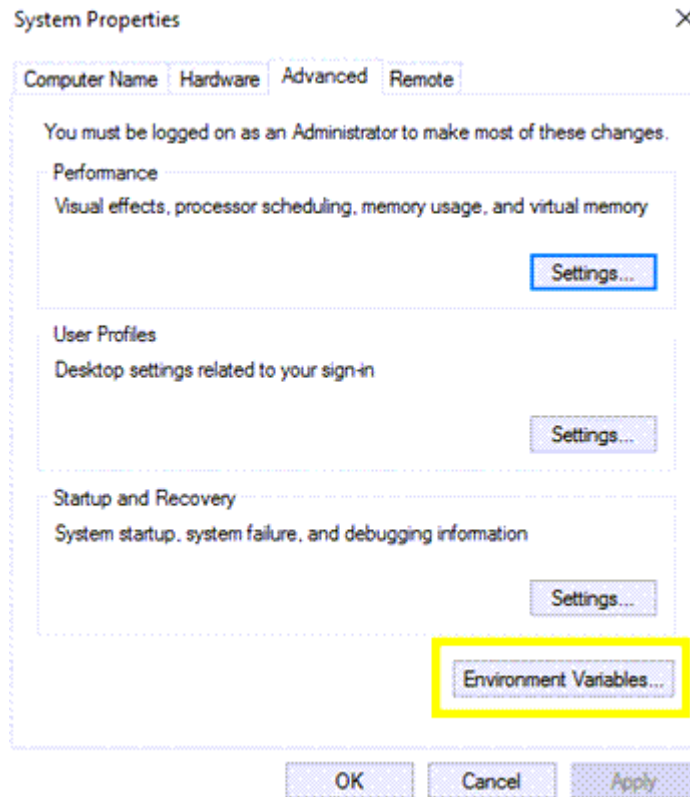 System Properties
Computer Name Hardware Advanced Remote
You must be logged on as an Administrator to make most of these changes.
Performance
Visual effects, processor scheduling, memory usage, and virtual memory
Settings...
User Profiles
Desktop settings related to your sign-in
Settings...
Startup and Recovery
System startup, system failure, and debugging information
Settings...
Environment Variables...
OK Cancel Apply